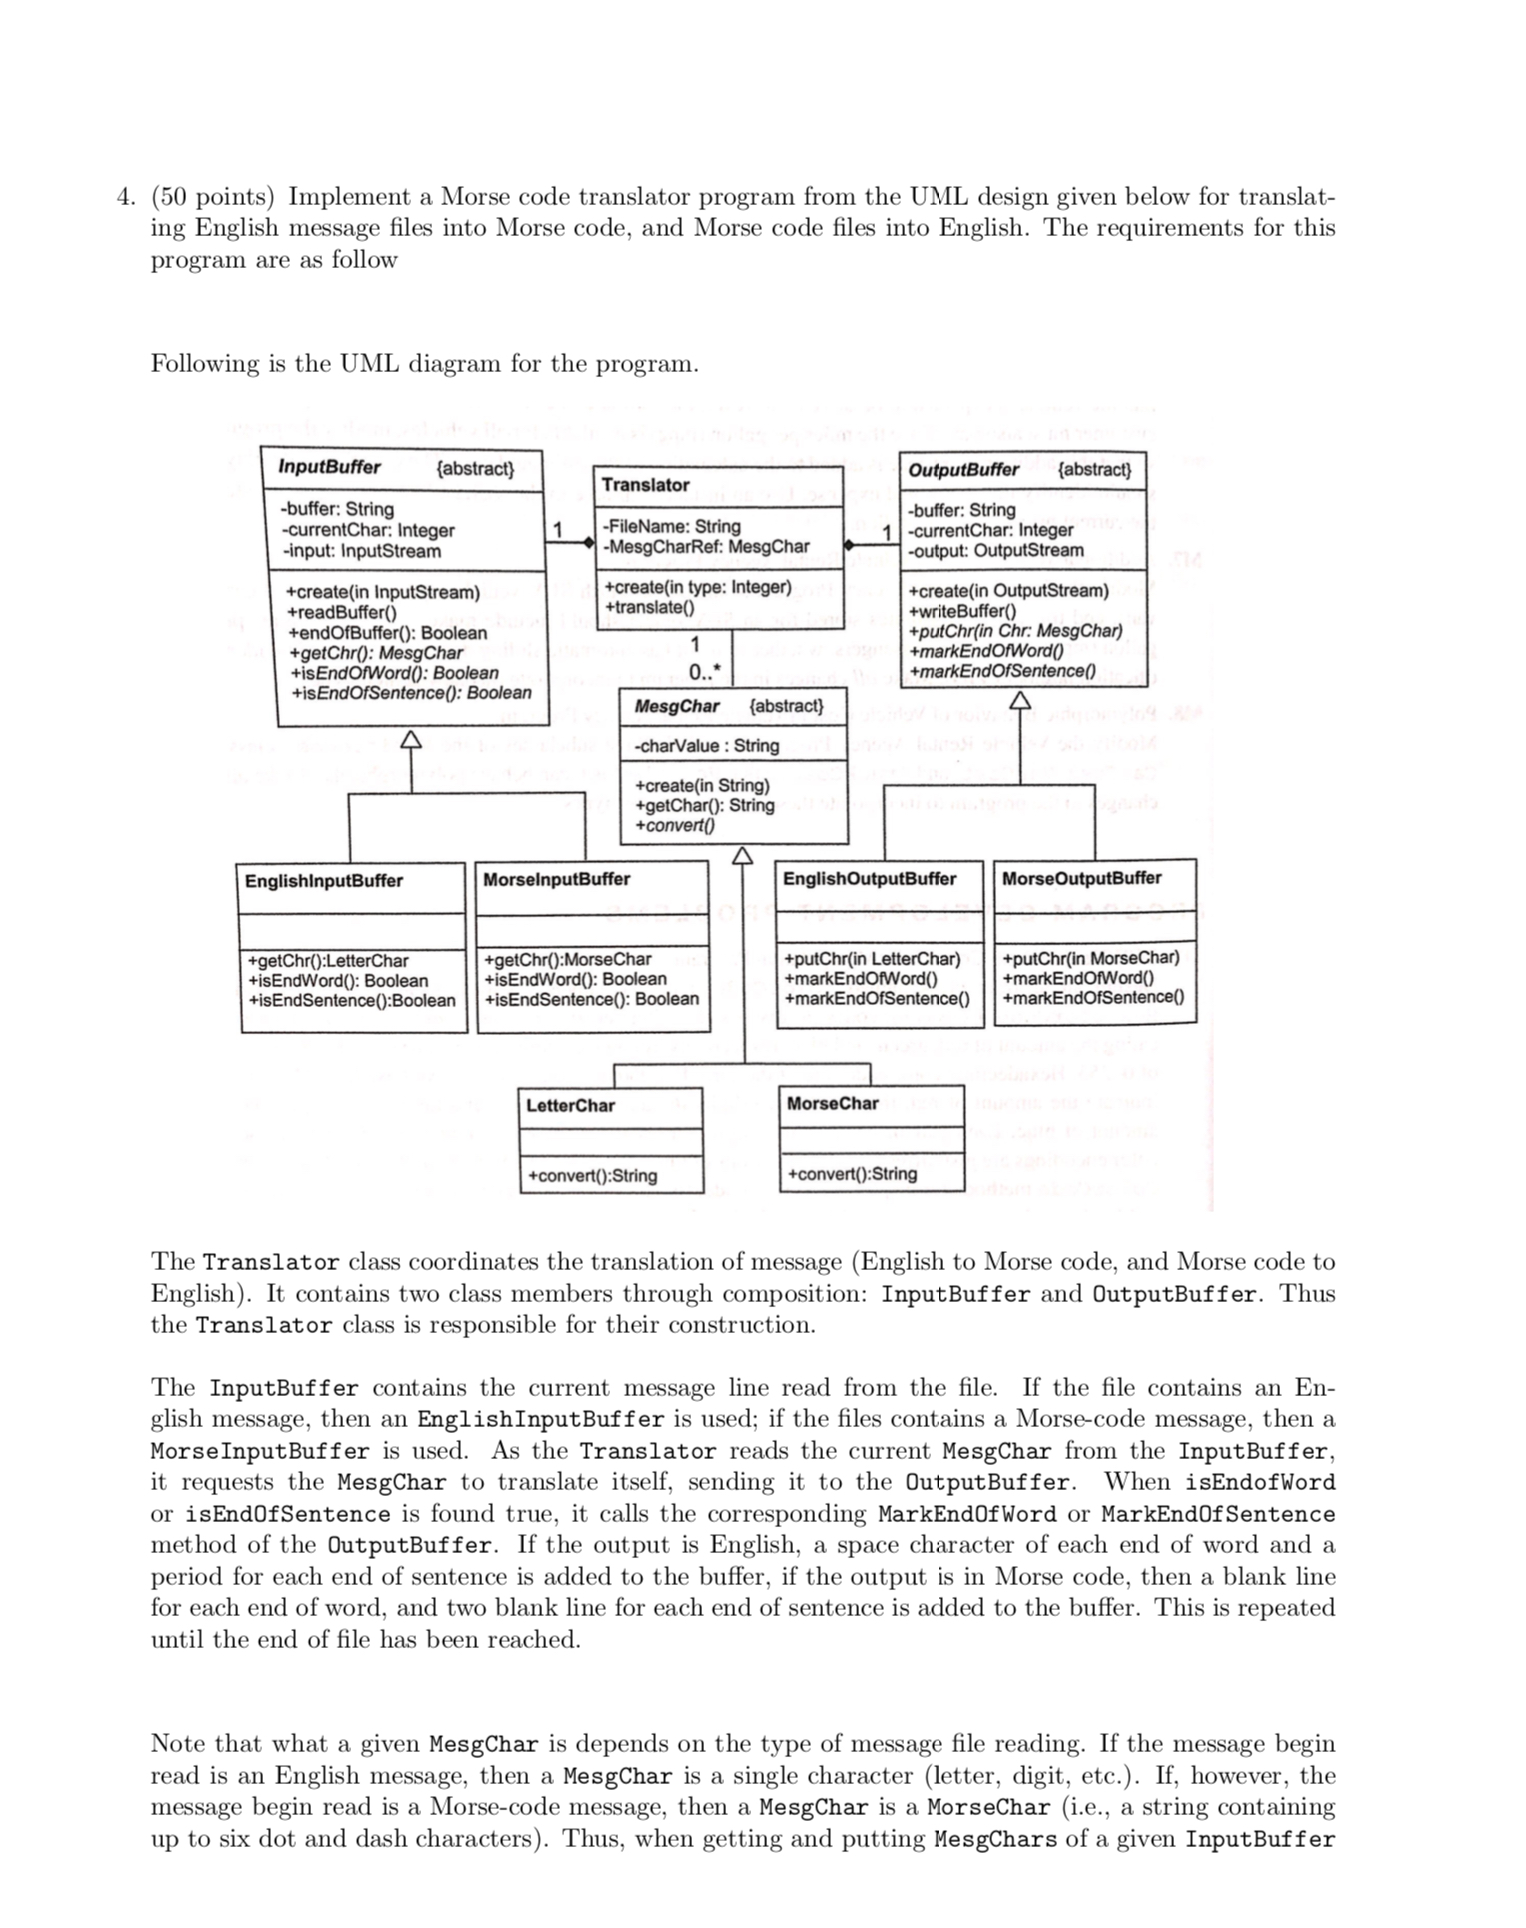 4. (50 points) Implement a Morse code translator program from the UML design given below for translat-
ing English message files into Morse code, and Morse code files into English. The requirements for this
program are as follow
Following is the UML diagram for the program.
InputBuffer {abstract}
-buffer: String
-currentChar: Integer
-input: InputStream
+create(in InputStream)
+readBuffer()
+endOfBuffer(): Boolean
+getChr(): MesgChar
+isEndOfWord(): Boolean
+isEndOfSentence(): Boolean
1
Translator
-FileName: String
-MesgCharRef: MesgChar
+create(in type: Integer)
+translate()
1
OutputBuffer {abstract}
-buffer: String
-currentChar: Integer
-output: OutputStream
+create(in OutputStream)
+writeBuffer()
+putChr(in Chr: MesgChar)
+markEndOfWord()
+markEndOfSentence()
1
0..*
MesgChar {abstract}
-charValue : String
+create(in String)
+getChar(): String
+convert()
EnglishInputBuffer
+getChr():LetterChar
+isEndWord(): Boolean
+isEndSentence():Boolean
MorseInputBuffer
+getChr():MorseChar
+isEndWord(): Boolean
+isEndSentence(): Boolean
EnglishOutputBuffer
+putChr(in LetterChar)
+markEndOfWord()
+markEndOfSentence()
MorseOutputBuffer
+putChr(in MorseChar)
+markEndOfWord()
+markEndOfSentence()
LetterChar
+convert():String
MorseChar
+convert():String
The Translator class coordinates the translation of message (English to Morse code, and Morse code to
English). It contains two class members through composition: InputBuffer and OutputBuffer. Thus
the Translator class is responsible for their construction.
The InputBuffer contains the current message line read from the file. If the file contains an En-
glish message, then an EnglishInputBuffer is used; if the files contains a Morse-code message, then a
MorseInputBuffer is used. As the Translator reads the current MesgChar from the InputBuffer,
it requests the MesgChar to translate itself, sending it to the OutputBuffer. When isEndofWord
or isEndOfSentence is found true, it calls the corresponding MarkEndOfWord or MarkEndOfSentence
method of the OutputBuffer. If the output is English, a space character of each end of word and a
period for each end of sentence is added to the buffer, if the output is in Morse code, then a blank line
for each end of word, and two blank line for each end of sentence is added to the buffer. This is repeated
until the end of file has been reached.
Note that what a given MesgChar is depends on the type of message file reading. If the message begin
read is an English message, then a MesgChar is a single character (letter, digit, etc.). If, however, the
message begin read is a Morse-code message, then a MesgChar is a MorseChar (i.e., a string containing
up to six dot and dash characters). Thus, when getting and putting MesgChars of a given InputBuffer